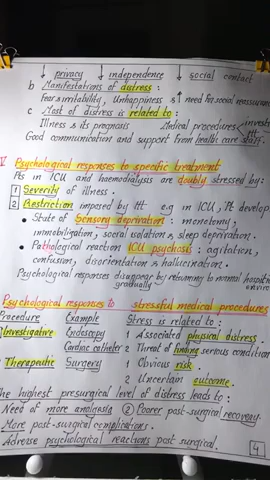 ↓ privacy ↓ independence ↓ social contact
b Manifestations of distress :
Fear & irritability, Unhappiness & ↑ need for social reassuran
c Most of distress is related to :
Illness & its prognosis Medical procedures investi
ttt
Good communication and support from health care staff.
V Psychological responses to specific treatment
Pts in ICU and haemodialysis are doubly stressed by:
1 Severity of illness.
2 Restriction imposed by ttt e.g in ICU, Pt develop
• State of Sensory deprivation : monotony,
immobilization, social isolation & sleep deprivation.
• Pathological reaction ICU psychosis : agitation,
confusion, disorientation & hallucination.
Psychological responses disappear by returning to normal
gradually
Psychological responses to stressful medical procedures
Procedure Example Stress is related to :
Investigative Endoscopy 1 Associated physical distress
Cardiac catheter 2 Threat of finding serious condition
Therapeutic Surgery 1 Obvious risk.
2 Uncertain outcome.
The highest presurgical level of distress leads to :
Need of more analgesia 2 Poorer post-surgical recovery.
More post-surgical complications.
Adverse psychological reactions post-surgical.
4